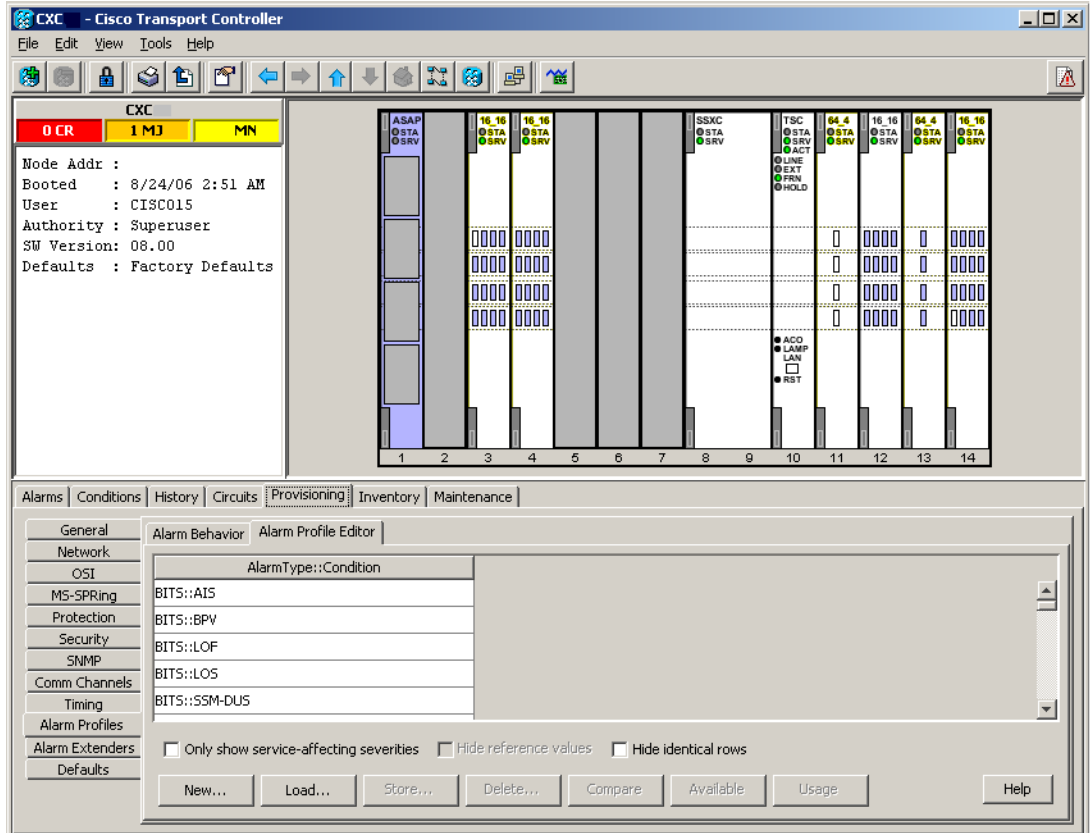 CXC - Cisco Transport Controller
File Edit View Tools Help
CXC
0 CR 1 MJ MN
Node Addr :
Booted : 8/24/06 2:51 AM
User : CISCO15
Authority : Superuser
SW Version: 08.00
Defaults : Factory Defaults
ASAP 16_16 16_16 SSXC TSC 64_4 16_16 64_4 16_16
STA STA STA STA STA STA STA STA STA
SRV SRV SRV SRV SRV SRV SRV SRV SRV
ACT
LINE
EXT
FRN
HOLD
ACO
LAMP
LAN
RST
1 2 3 4 5 6 7 8 9 10 11 12 13 14
Alarms Conditions History Circuits Provisioning Inventory Maintenance
General
Network
OSI
MS-SPRing
Protection
Security
SNMP
Comm Channels
Timing
Alarm Profiles
Alarm Extenders
Defaults
Alarm Behavior Alarm Profile Editor
AlarmType::Condition
BITS::AIS
BITS::BPV
BITS::LOF
BITS::LOS
BITS::SSM-DUS
Only show service-affecting severities Hide reference values Hide identical rows
New... Load... Store... Delete... Compare Available Usage Help